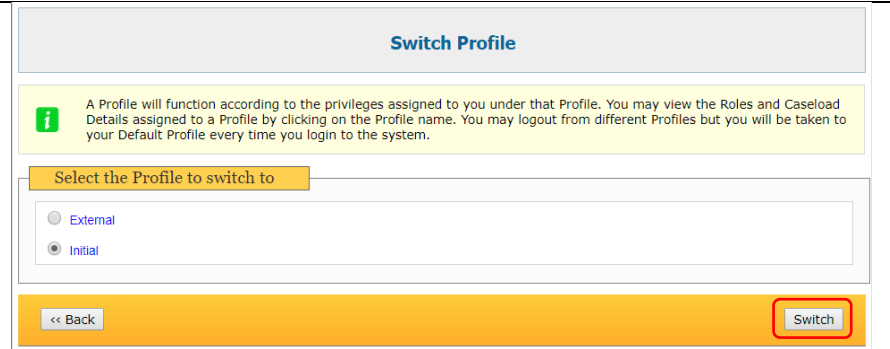 Switch Profile
A Profile will function according to the privileges assigned to you under that Profile. You may view the Roles and Caseload
Details assigned to a Profile by clicking on the Profile name. You may logout from different Profiles but you will be taken to
your Default Profile every time you login to the system.
Select the Profile to switch to
External
Initial
<< Back
Switch